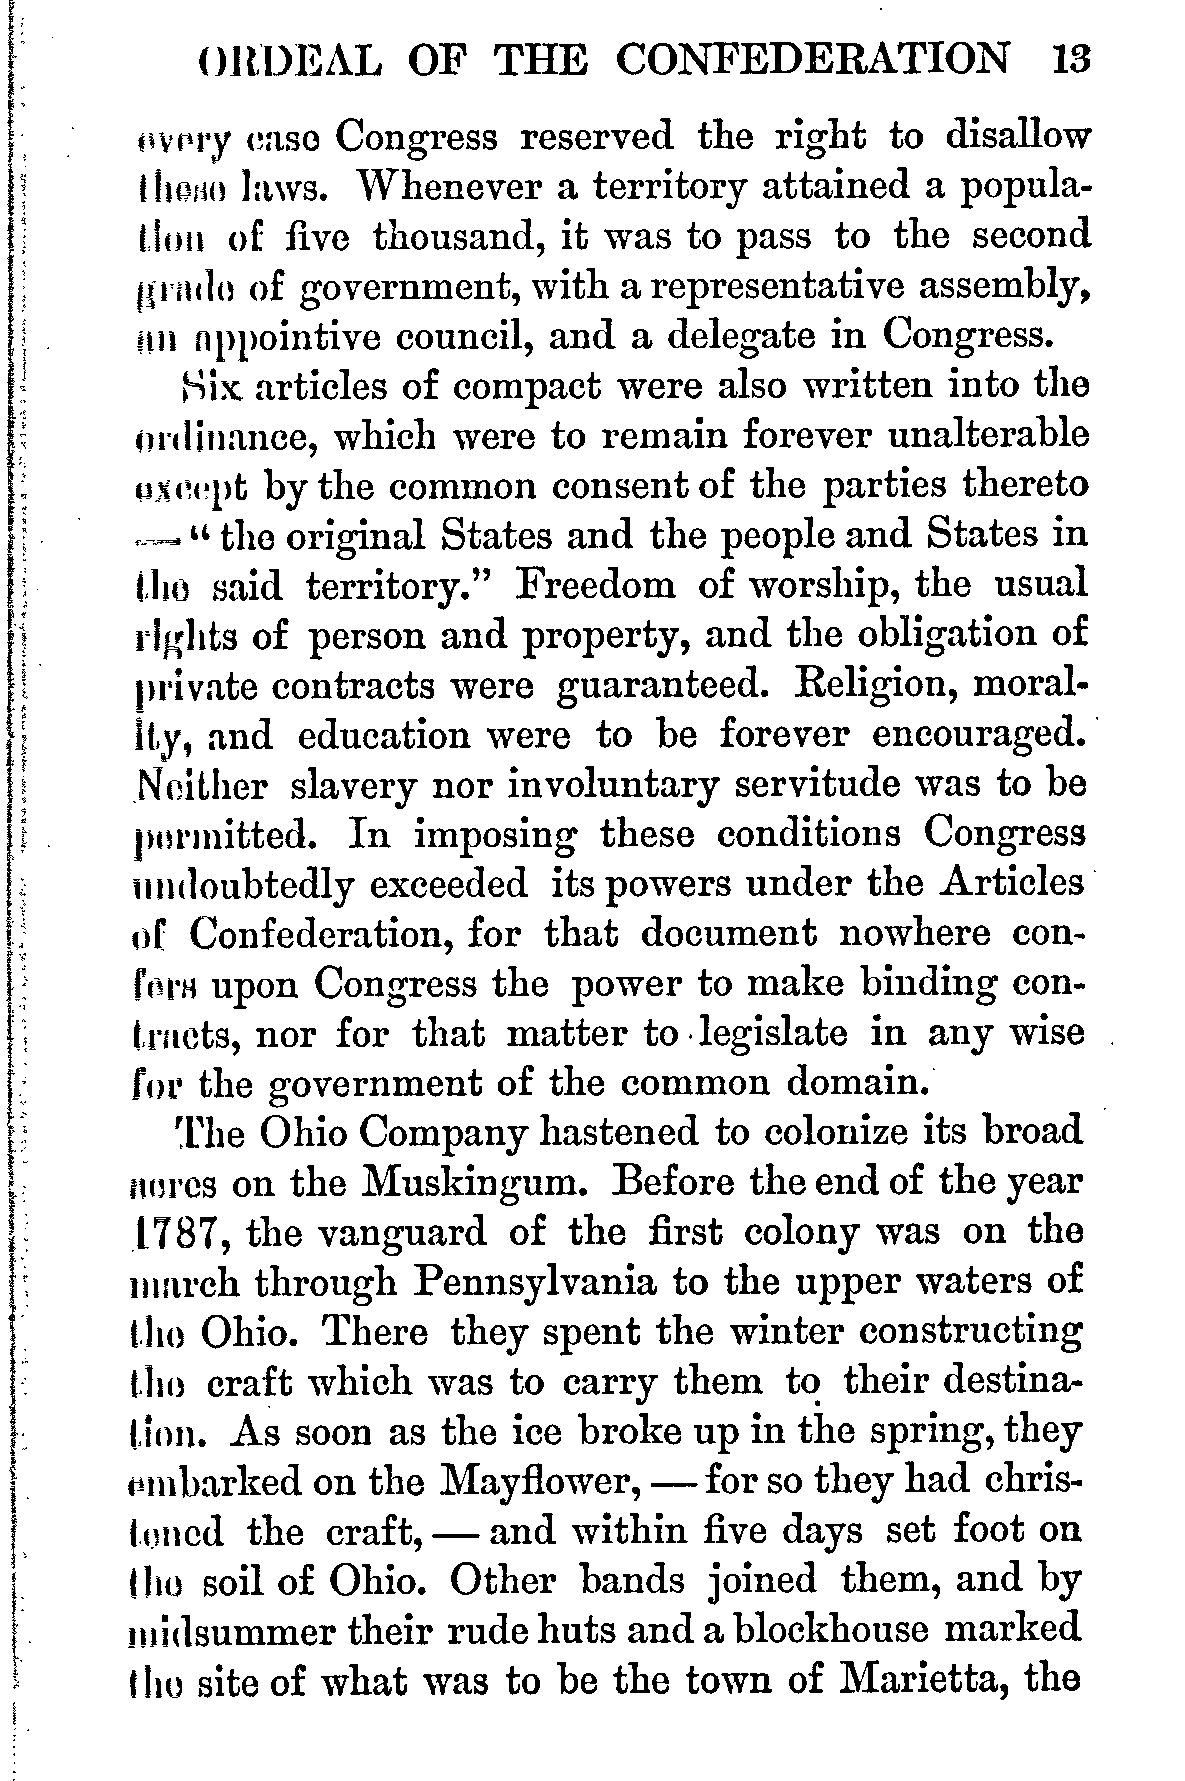 ORDEAL OF THE CONFEDERATION 13
every case Congress reserved the right to disallow
these laws. Whenever a territory attained a popula-
tion of five thousand, it was to pass to the second
grade of government, with a representative assembly,
an appointive council, and a delegate in Congress.
Six articles of compact were also written into the
ordinance, which were to remain forever unalterable
except by the common consent of the parties thereto
— "the original States and the people and States in
the said territory." Freedom of worship, the usual
rights of person and property, and the obligation of
private contracts were guaranteed. Religion, moral-
ity, and education were to be forever encouraged.
Neither slavery nor involuntary servitude was to be
permitted. In imposing these conditions Congress
undoubtedly exceeded its powers under the Articles
of Confederation, for that document nowhere con-
fers upon Congress the power to make binding con-
tracts, nor for that matter to legislate in any wise
for the government of the common domain.
The Ohio Company hastened to colonize its broad
acres on the Muskingum. Before the end of the year
1787, the vanguard of the first colony was on the
march through Pennsylvania to the upper waters of
the Ohio. There they spent the winter constructing
the craft which was to carry them to their destina-
tion. As soon as the ice broke up in the spring, they
embarked on the Mayflower, — for so they had chris-
tened the craft, — and within five days set foot on
the soil of Ohio. Other bands joined them, and by
midsummer their rude huts and a blockhouse marked
the site of what was to be the town of Marietta, the